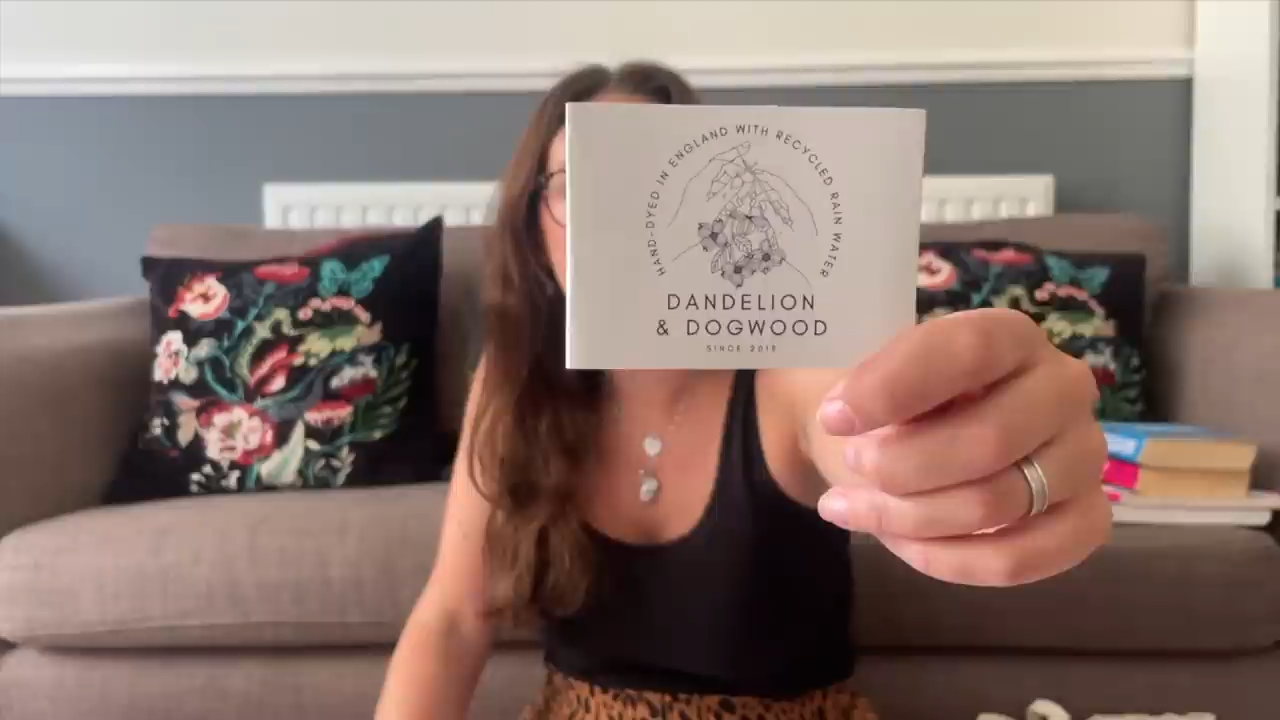 HAND-DYED IN ENGLAND WITH RECYCLED RAIN WATER
DANDELION
& DOGWOOD
SINCE 2018